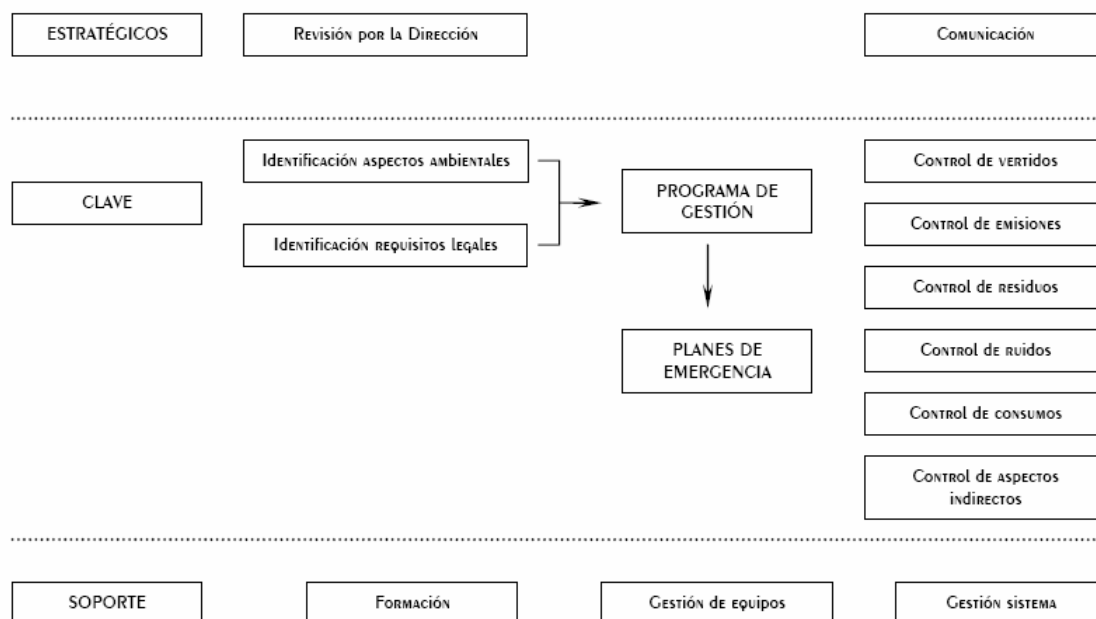 ESTRATÉGICOS
Revisión por la Dirección
Comunicación
Identificación aspectos ambientales
Control de vertidos
CLAVE
PROGRAMA DE
GESTIÓN
Control de emisiones
Identificación requisitos legales
Control de residuos
PLANES DE
EMERGENCIA
Control de ruidos
Control de consumos
Control de aspectos
indirectos
SOPORTE
Formación
Gestión de equipos
Gestión sistema